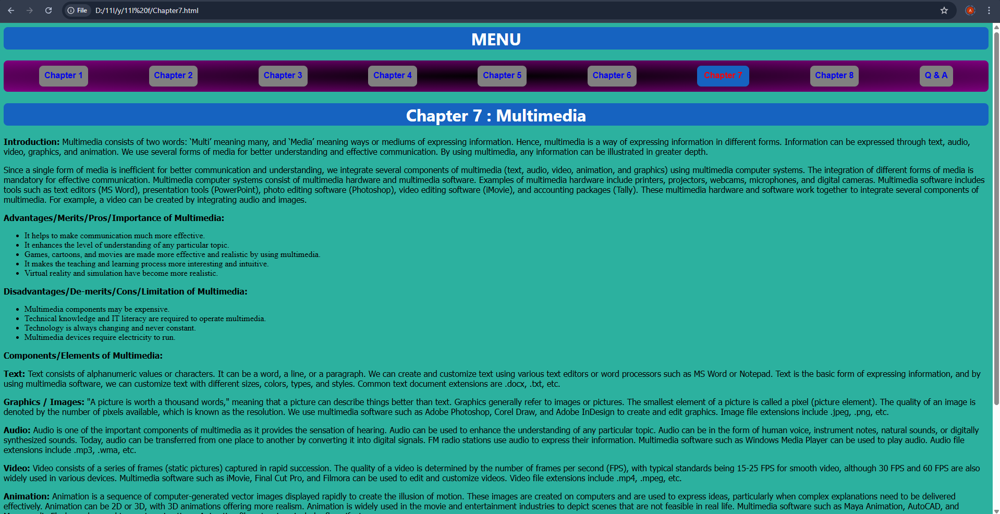 File D:/11I/y/11I%20f/Chapter7.html
A
MENU
Chapter 1 Chapter 2 Chapter 3 Chapter 4 Chapter 5 Chapter 6 Chapter 7 Chapter 8 Q & A
Chapter 7 : Multimedia
Introduction: Multimedia consists of two words: ‘Multi’ meaning many, and ‘Media’ meaning ways or mediums of expressing information. Hence, multimedia is a way of expressing information in different forms. Information can be expressed through text, audio,
video, graphics, and animation. We use several forms of media for better understanding and effective communication. By using multimedia, any information can be illustrated in greater depth.
Since a single form of media is inefficient for better communication and understanding, we integrate several components of multimedia (text, audio, video, animation, and graphics) using multimedia computer systems. The integration of different forms of media is
mandatory for effective communication. Multimedia computer systems consist of multimedia hardware and multimedia software. Examples of multimedia hardware include printers, projectors, webcams, microphones, and digital cameras. Multimedia software includes
tools such as text editors (MS Word), presentation tools (PowerPoint), photo editing software (Photoshop), video editing software (iMovie), and accounting packages (Tally). These multimedia hardware and software work together to integrate several components of
multimedia. For example, a video can be created by integrating audio and images.
Advantages/Merits/Pros/Importance of Multimedia:
• It helps to make communication much more effective.
• It enhances the level of understanding of any particular topic.
• Games, cartoons, and movies are made more effective and realistic by using multimedia.
• It makes the teaching and learning process more interesting and intuitive.
• Virtual reality and simulation have become more realistic.
Disadvantages/De-merits/Cons/Limitation of Multimedia:
• Multimedia components may be expensive.
• Technical knowledge and IT literacy are required to operate multimedia.
• Technology is always changing and never constant.
• Multimedia devices require electricity to run.
Components/Elements of Multimedia:
Text: Text consists of alphanumeric values or characters. It can be a word, a line, or a paragraph. We can create and customize text using various text editors or word processors such as MS Word or Notepad. Text is the basic form of expressing information, and by
using multimedia software, we can customize text with different sizes, colors, types, and styles. Common text document extensions are .docx, .txt, etc.
Graphics / Images: "A picture is worth a thousand words," meaning that a picture can describe things better than text. Graphics generally refer to images or pictures. The smallest element of a picture is called a pixel (picture element). The quality of an image is
denoted by the number of pixels available, which is known as the resolution. We use multimedia software such as Adobe Photoshop, Corel Draw, and Adobe InDesign to create and edit graphics. Image file extensions include .jpeg, .png, etc.
Audio: Audio is one of the important components of multimedia as it provides the sensation of hearing. Audio can be used to enhance the understanding of any particular topic. Audio can be in the form of human voice, instrument notes, natural sounds, or digitally
synthesized sounds. Today, audio can be transferred from one place to another by converting it into digital signals. FM radio stations use audio to express their information. Multimedia software such as Windows Media Player can be used to play audio. Audio file
extensions include .mp3, .wma, etc.
Video: Video consists of a series of frames (static pictures) captured in rapid succession. The quality of a video is determined by the number of frames per second (FPS), with typical standards being 15-25 FPS for smooth video, although 30 FPS and 60 FPS are also
widely used in various devices. Multimedia software such as iMovie, Final Cut Pro, and Filmora can be used to edit and customize videos. Video file extensions include .mp4, .mpeg, etc.
Animation: Animation is a sequence of computer-generated vector images displayed rapidly to create the illusion of motion. These images are created on computers and are used to express ideas, particularly when complex explanations need to be delivered
effectively. Animation can be 2D or 3D, with 3D animations offering more realism. Animation is widely used in the movie and entertainment industries to depict scenes that are not feasible in real life. Multimedia software such as Maya Animation, AutoCAD, and